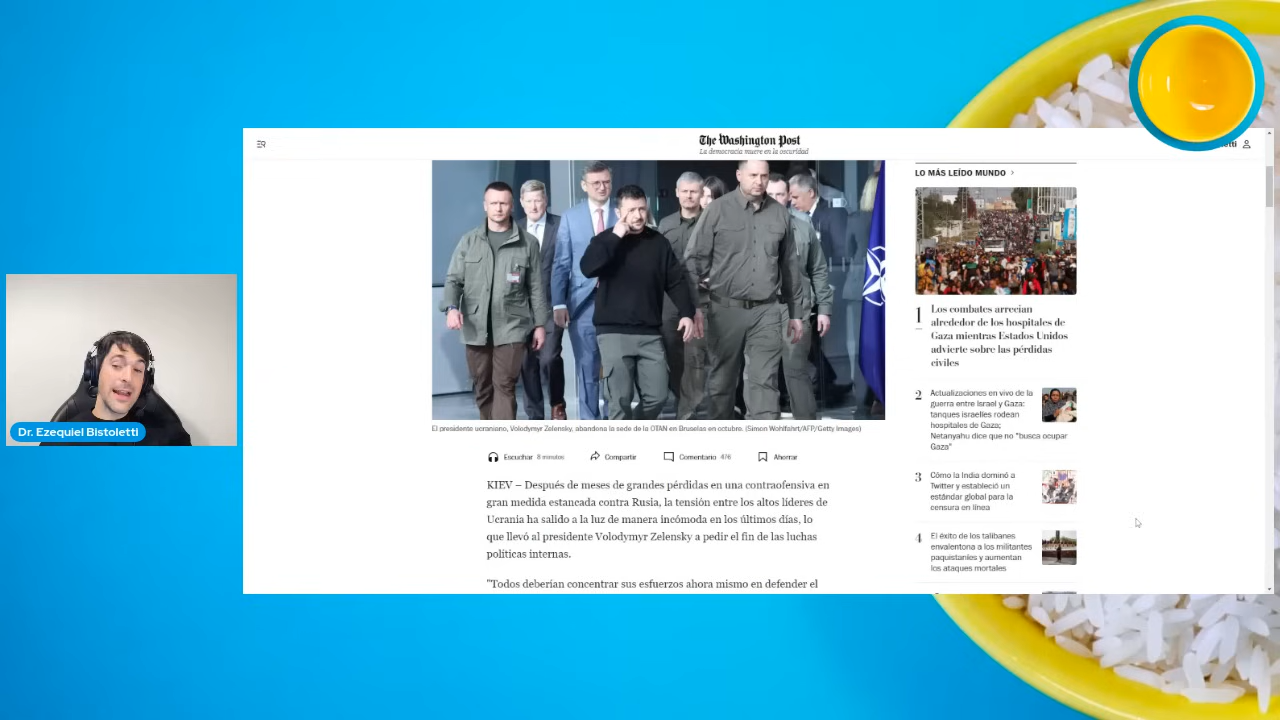 The Washington Post
La democracia muere en la oscuridad
LO MÁS LEÍDO MUNDO
1
Los combates arrecian
alrededor de los hospitales de
Gaza mientras Estados Unidos
advierte sobre las pérdidas
civiles
2
Actualizaciones en vivo de la
guerra entre Israel y Gaza:
tanques israelíes rodean
hospitales de Gaza;
Netanyahu dice que no "busca ocupar
Gaza"
3
Cómo la India dominó a
Twitter y estableció un
estándar global para la
censura en línea
4
El éxito de los talibanes
envalentona a los militantes
paquistaníes y aumentan
los ataques mortales
El presidente ucraniano, Volodymyr Zelensky, abandona la sede de la OTAN en Bruselas en octubre. (Simon Wohlfahrt/AFP/Getty Images)
Escuchar 8 minutos
Compartir
Comentario 476
Ahorrar
KIEV – Después de meses de grandes pérdidas en una contraofensiva en
gran medida estancada contra Rusia, la tensión entre los altos líderes de
Ucrania ha salido a la luz de manera incómoda en los últimos días, lo
que llevó al presidente Volodymyr Zelensky a pedir el fin de las luchas
políticas internas.
"Todos deberían concentrar sus esfuerzos ahora mismo en defender el
Dr. Ezequiel Bistoletti